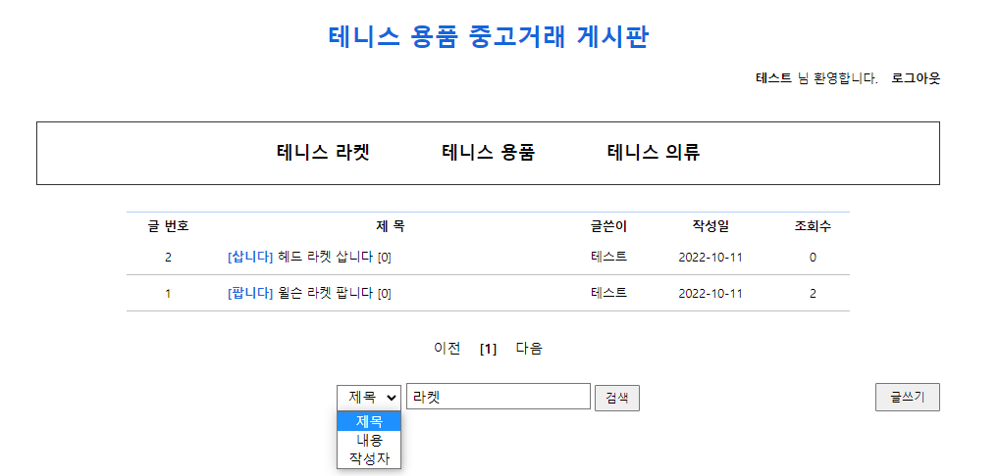 테니스 용품 중고거래 게시판
테스트 님 환영합니다. 로그아웃
테니스 라켓 테니스 용품 테니스 의류
글 번호 제 목 글쓴이 작성일 조회수
2 [삽니다] 헤드 라켓 삽니다 [0] 테스트 2022-10-11 0
1 [팝니다] 윌슨 라켓 팝니다 [0] 테스트 2022-10-11 2
이전 [1] 다음
제목 라켓 검색 글쓰기
제목
내용
작성자